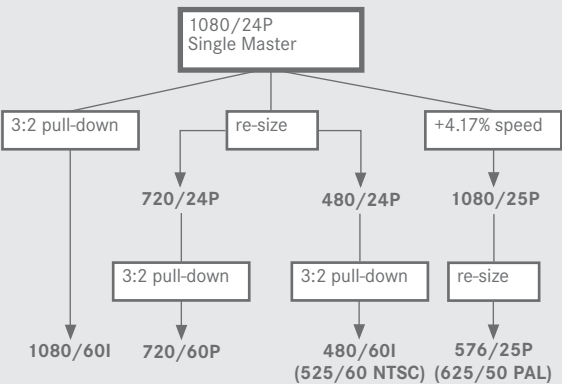 1080/24P
Single Master
3:2 pull-down
re-size
+4.17% speed
720/24P
480/24P
1080/25P
3:2 pull-down
3:2 pull-down
re-size
1080/60I
720/60P
480/60I
(525/60 NTSC)
576/25P
(625/50 PAL)